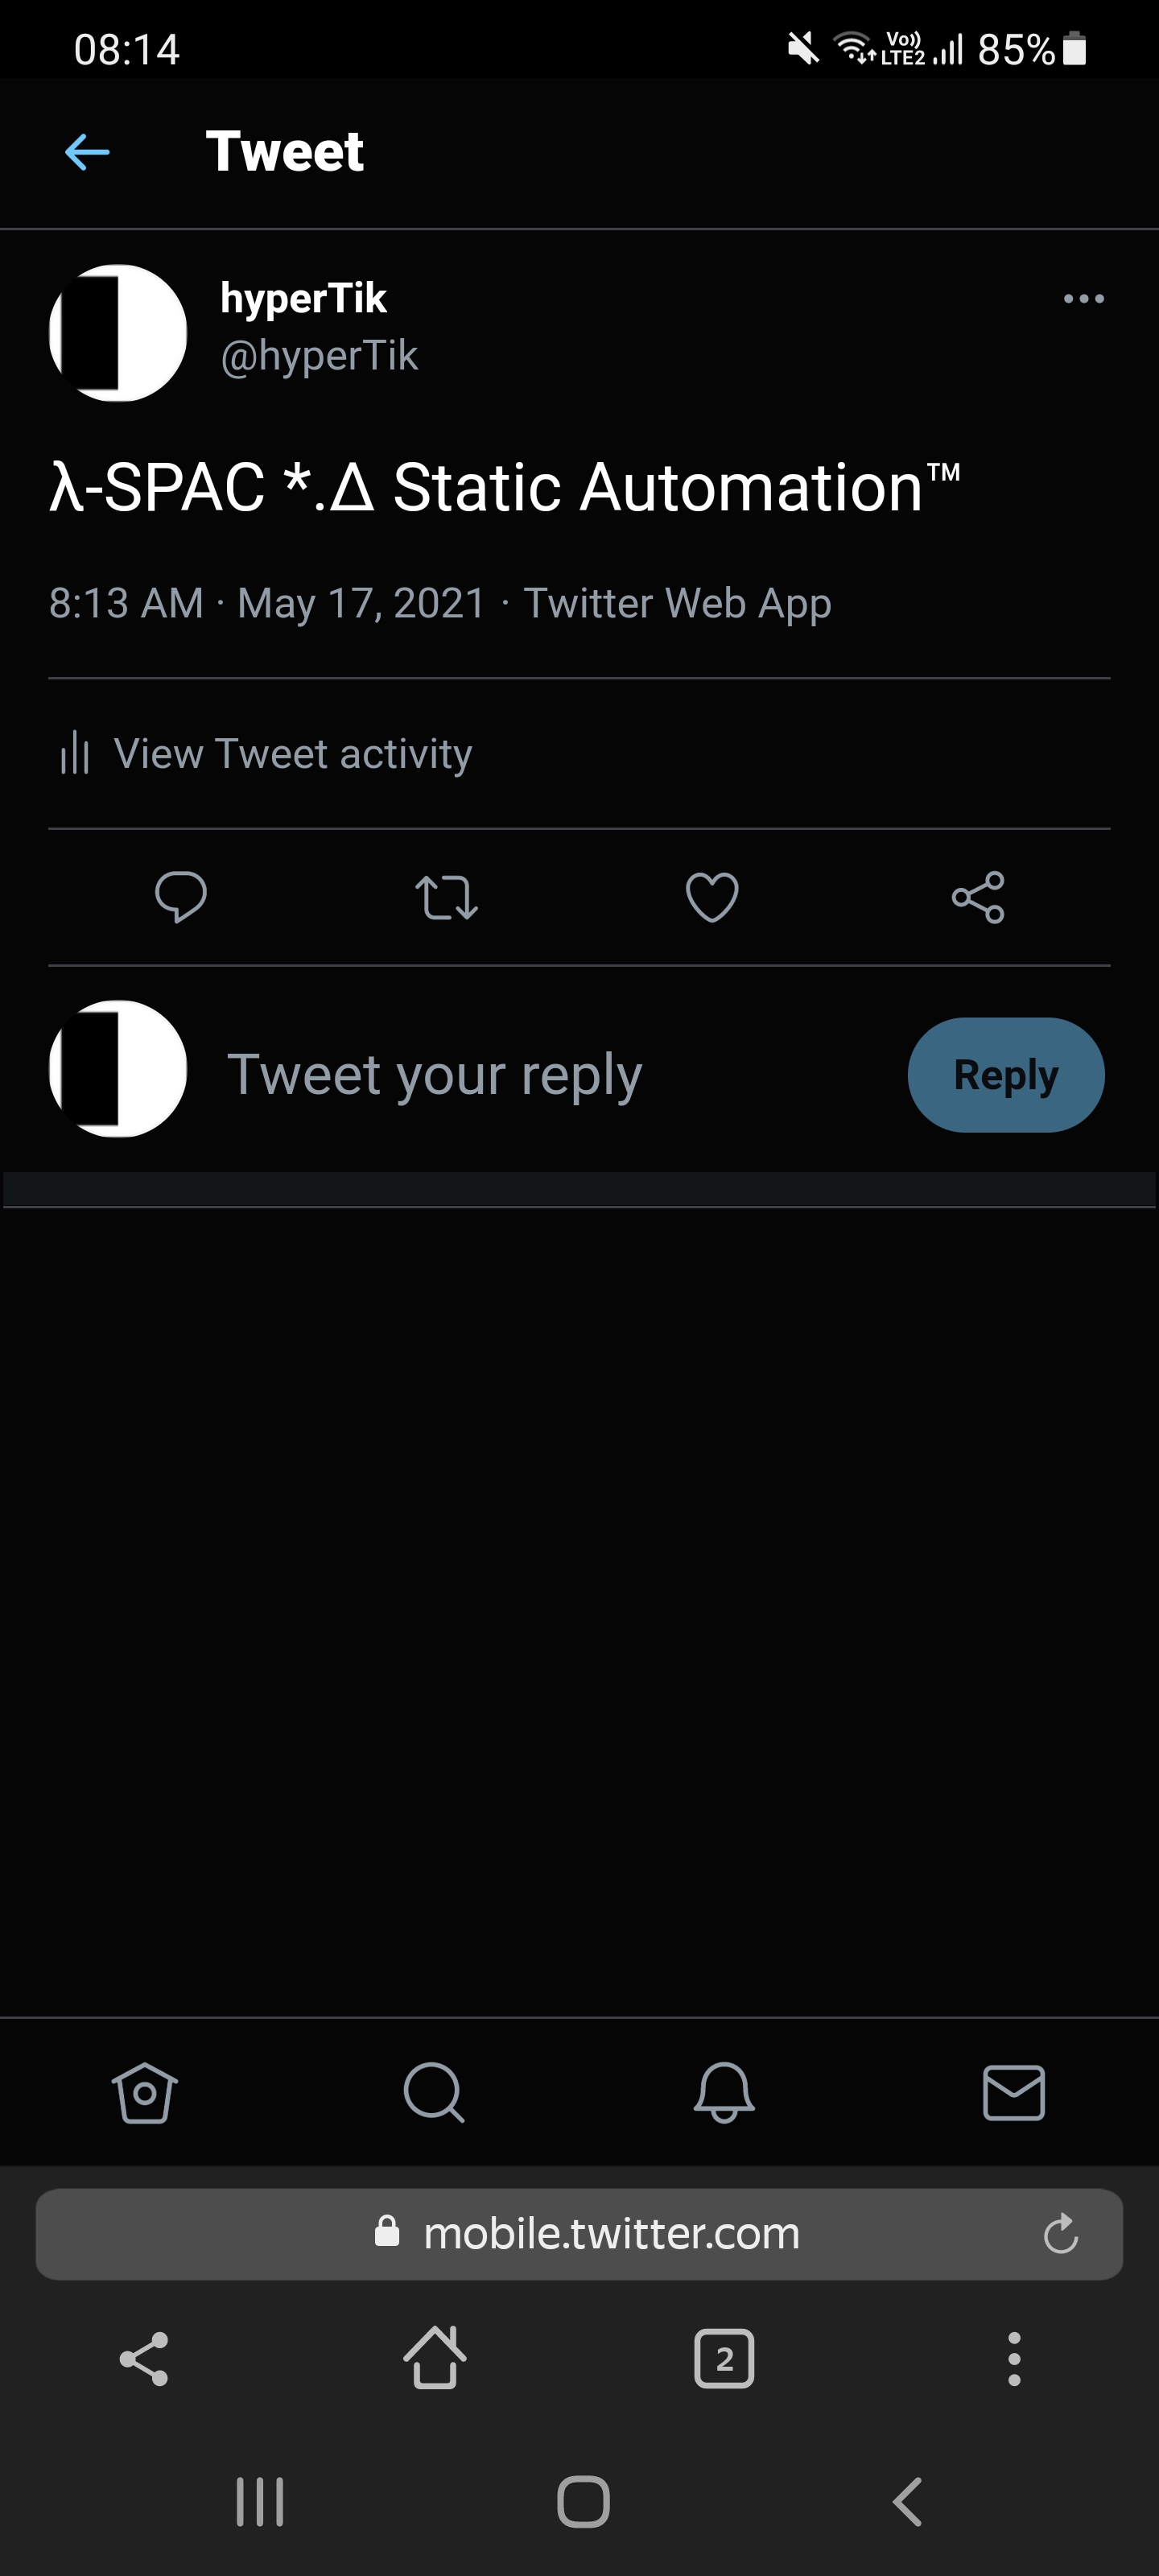 08:14
Vo)) LTE2 85%
Tweet
hyperTik
@hyperTik
λ-SPAC *.Δ Static Automation™
8:13 AM · May 17, 2021 · Twitter Web App
View Tweet activity
Tweet your reply
Reply
mobile.twitter.com
2